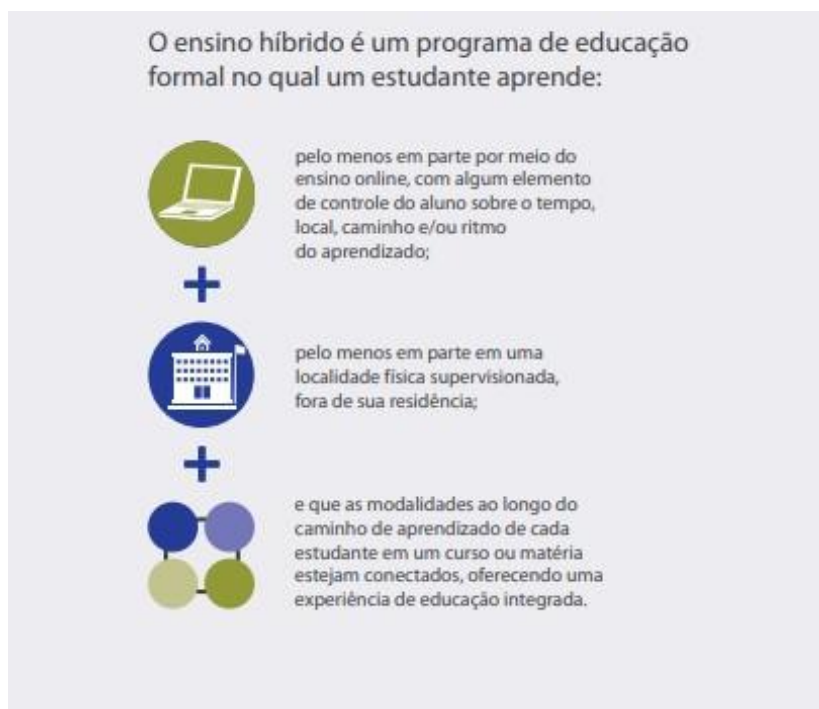 O ensino híbrido é um programa de educação
formal no qual um estudante aprende:
pelo menos em parte por meio do
ensino online, com algum elemento
de controle do aluno sobre o tempo,
local, caminho e/ou ritmo
do aprendizado;
+
pelo menos em parte em uma
localidade física supervisionada,
fora de sua residência;
+
e que as modalidades ao longo do
caminho de aprendizado de cada
estudante em um curso ou matéria
estejam conectados, oferecendo uma
experiência de educação integrada.